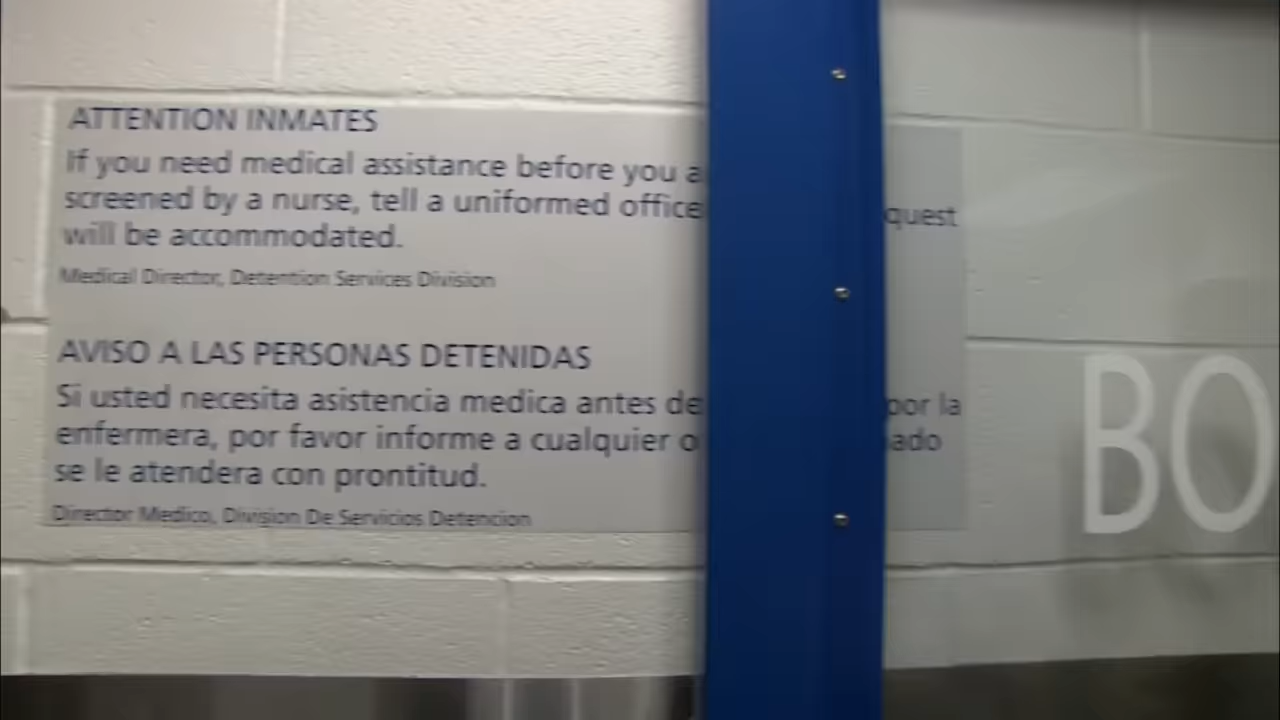 ATTENTION INMATES
If you need medical assistance before you a
screened by a nurse, tell a uniformed office quest
will be accommodated.
Medical Director, Detention Services Division
AVISO A LAS PERSONAS DETENIDAS
Si usted necesita asistencia medica antes de por la
enfermera, por favor informe a cualquier o ado
se le atendera con prontitud.
Director Medico, Division De Servicios Detencion
BO